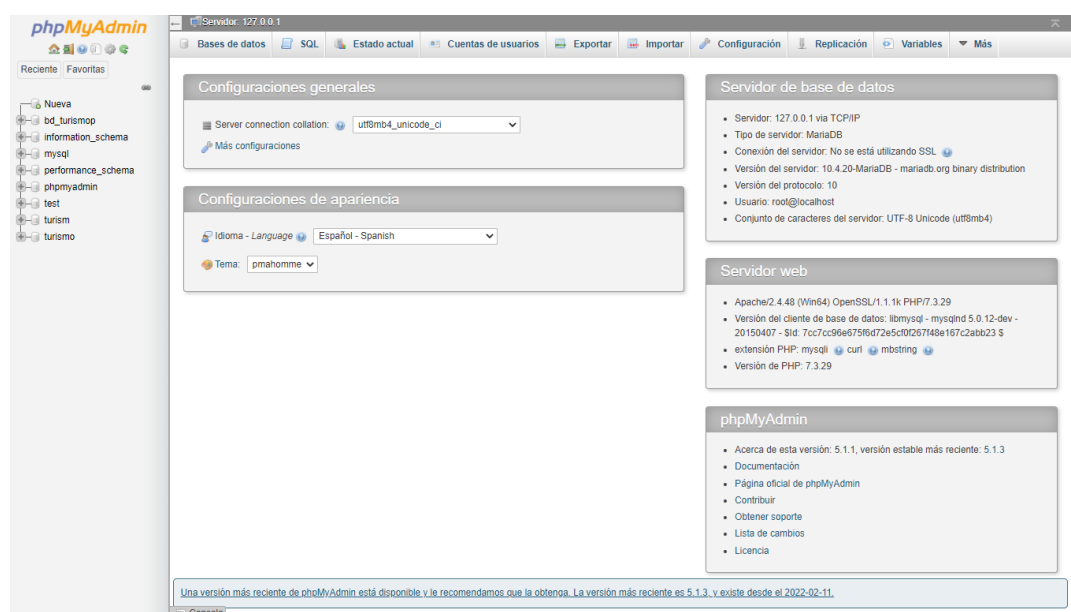 phpMyAdmin
Reciente Favoritas
Nueva
bd_turismop
information_schema
mysql
performance_schema
phpmyadmin
test
turism
turismo
Servidor: 127.0.0.1
Bases de datos SQL Estado actual Cuentas de usuarios Exportar Importar Configuración Replicación Variables Más
Configuraciones generales
Server connection collation: utf8mb4_unicode_ci
Más configuraciones
Configuraciones de apariencia
Idioma - Language Español - Spanish
Tema: pmahomme
Servidor de base de datos
Servidor: 127.0.0.1 via TCP/IP
Tipo de servidor: MariaDB
Conexión del servidor: No se está utilizando SSL
Versión del servidor: 10.4.20-MariaDB - mariadb.org binary distribution
Versión del protocolo: 10
Usuario: root@localhost
Conjunto de caracteres del servidor: UTF-8 Unicode (utf8mb4)
Servidor web
Apache/2.4.48 (Win64) OpenSSL/1.1.1k PHP/7.3.29
Versión del cliente de base de datos: libmysql - mysqlnd 5.0.12-dev -
20150407 - $Id: 7cc7cc96e675f6d72e5cf0f267f48e167c2abb23 $
extensión PHP: mysqli curl mbstring
Versión de PHP: 7.3.29
phpMyAdmin
Acerca de esta versión: 5.1.1, versión estable más reciente: 5.1.3
Documentación
Página oficial de phpMyAdmin
Contribuir
Obtener soporte
Lista de cambios
Licencia
Una versión más reciente de phpMyAdmin está disponible y le recomendamos que la obtenga. La versión más reciente es 5.1.3, y existe desde el 2022-02-11.
Consola